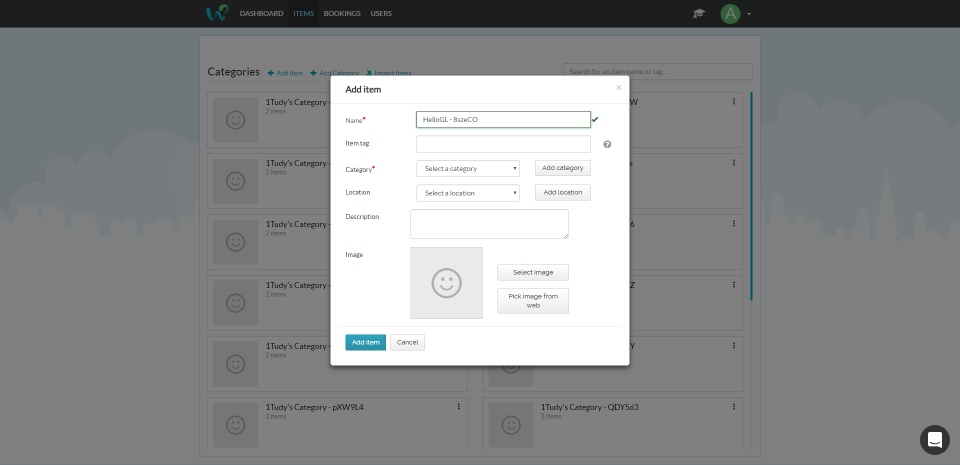 DASHBOARD ITEMS BOOKINGS USERS A
Categories Add Item Add Category Import Items Search for an item name or tag...
1Tudy's Category - W
2 items
1Tudy's Category - s
2 items
1Tudy's Category - 6
2 items
1Tudy's Category - Z
2 items
1Tudy's Category - Y
2 items
1Tudy's Category - pXW9L4 1Tudy's Category - QDY5d3
2 items 2 items
Add item ×
Name* HelloGL - 8szeCO
Item tag ?
Category* Select a category Add category
Location Select a location Add location
Description
Image
Select image
Pick image from
web
Add item Cancel